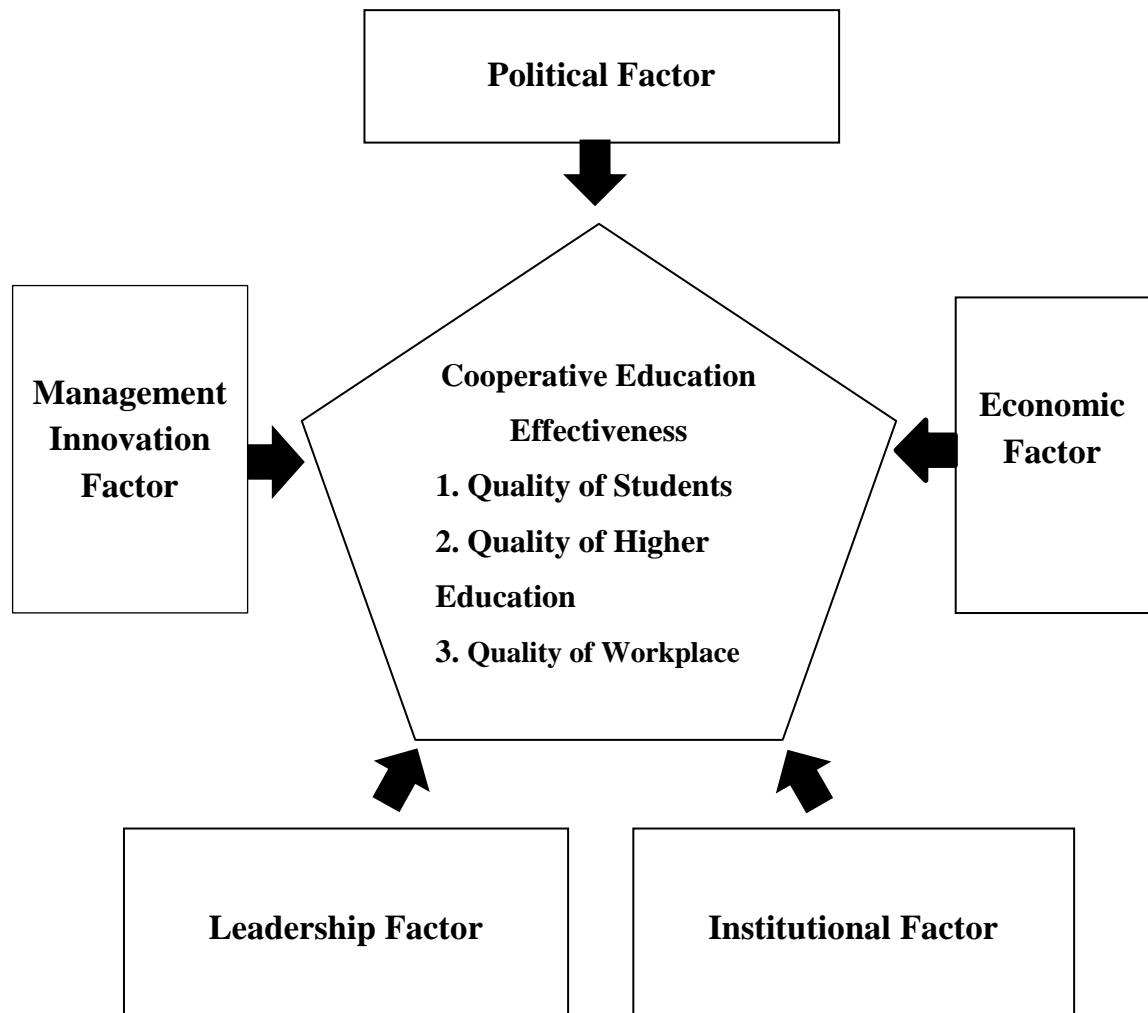 Political Factor
Management
Innovation
Factor
Cooperative Education
Effectiveness
1. Quality of Students
2. Quality of Higher
Education
3. Quality of Workplace
Economic
Factor
Leadership Factor
Institutional Factor